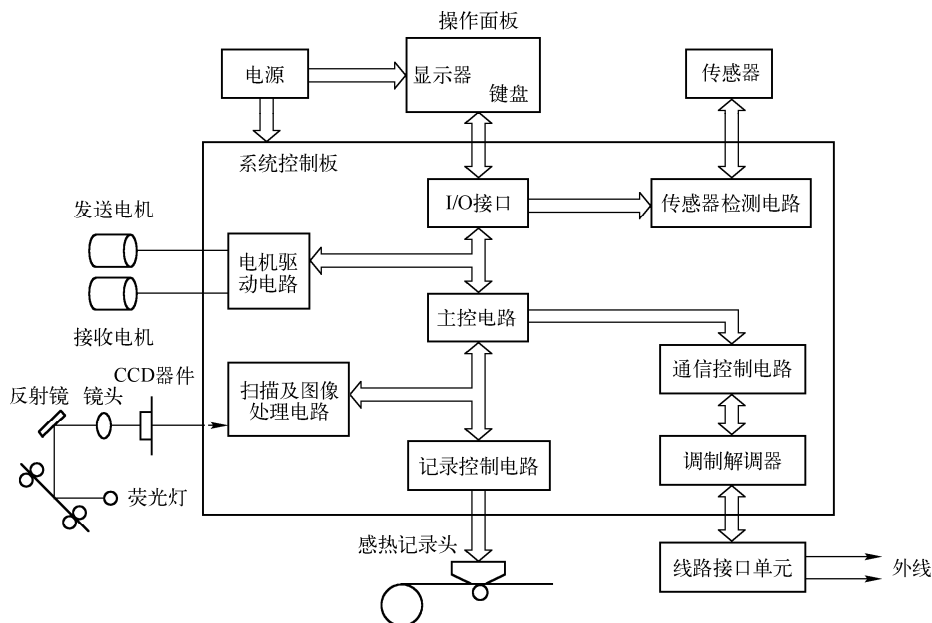 操作面板
电源
显示器
键盘
传感器
系统控制板
I/O接口
传感器检测电路
发送电机
电机驱
动电路
接收电机
主控电路
CCD器件
反射镜
镜头
扫描及图像
处理电路
通信控制电路
记录控制电路
调制解调器
荧光灯
感热记录头
线路接口单元
外线